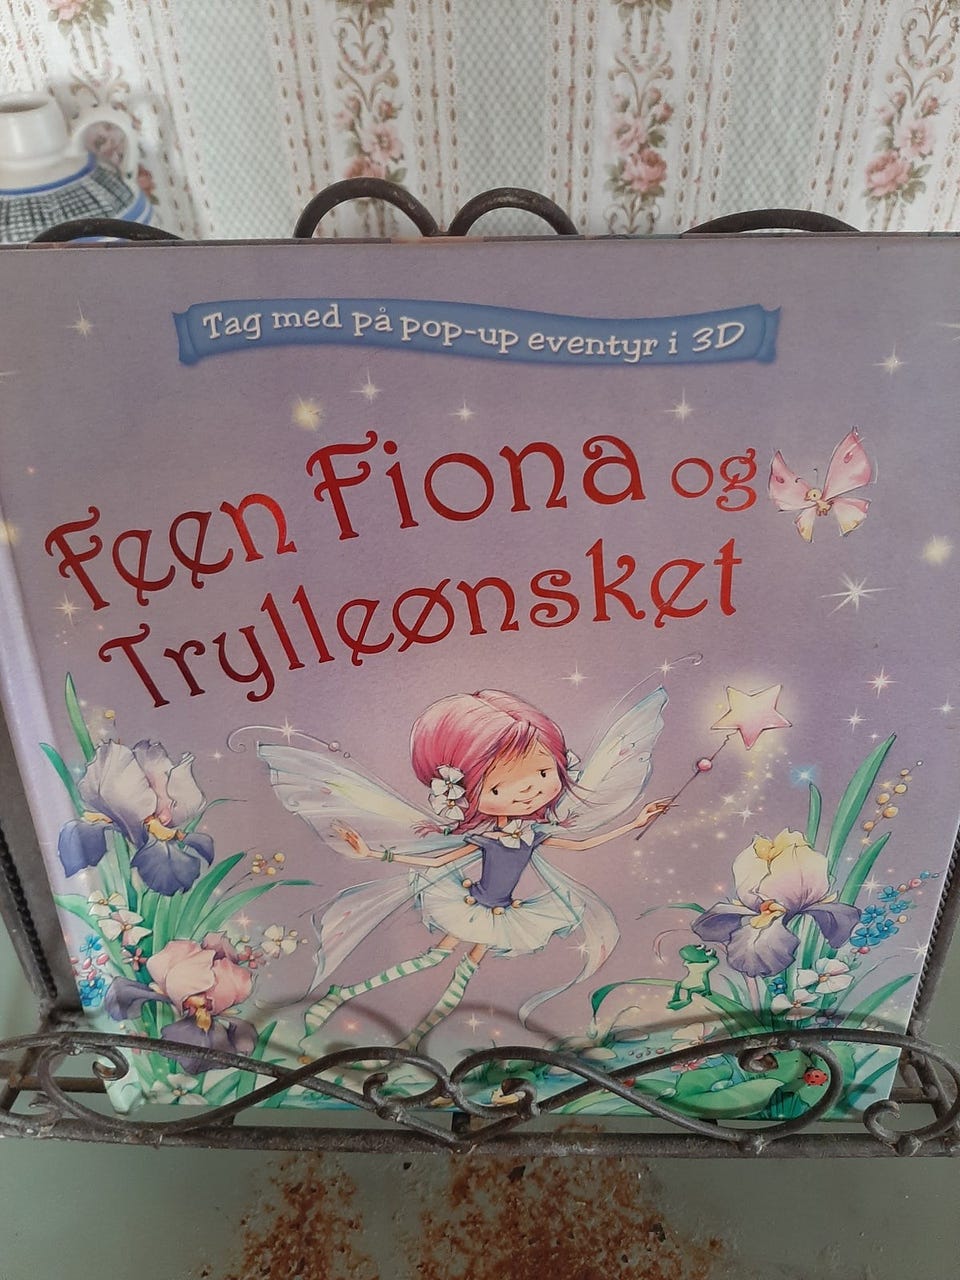 Tag med på pop-up eventyr i 3D
Feen Fiona og
Trylleønsket